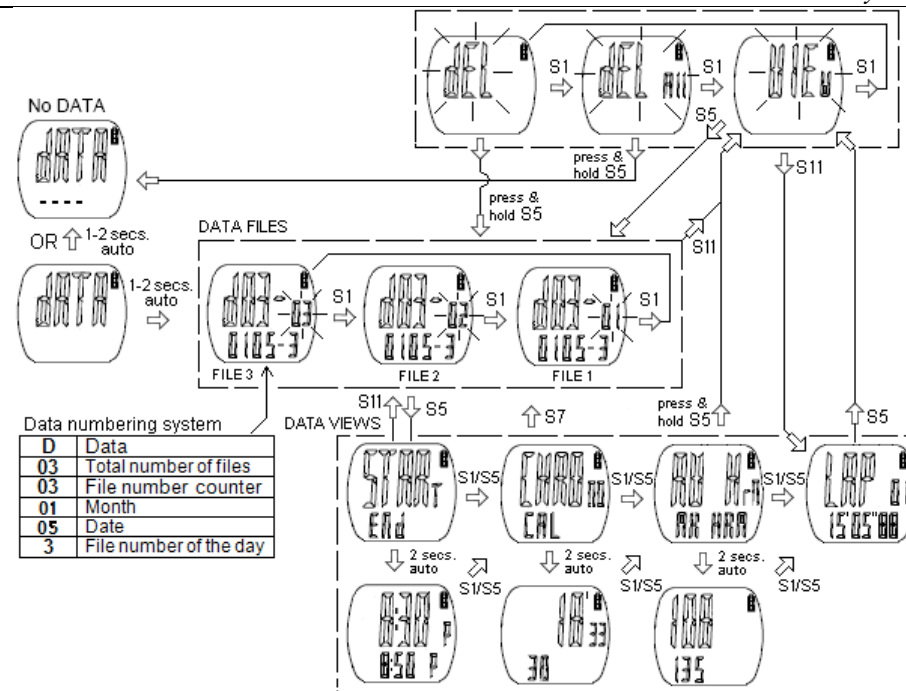 dEL
dEL All
VIEW
S1
S1
S1
No DATA
dATA
----
press &
hold S5
S5
S11
press &
hold S5
OR
1-2 secs.
auto
DATA FILES
S11
dATA
1-2 secs.
auto
d03-03
0105-3
S1
d03-02
0105-3
S1
d03-01
0105-3
S1
FILE 3
FILE 2
FILE 1
Data numbering system
D Data
03 Total number of files
03 File number counter
01 Month
05 Date
3 File number of the day
S11
S5
S7
press &
hold S5
S5
DATA VIEWS
START
End
S1/S5
CAL
S1/S5
S1/S5
LAP
15'05"88
2 secs.
auto
S1/S5
2 secs.
auto
S1/S5
2 secs.
auto
S1/S5
8:30 P
8:50 P
18'33
30
188
135